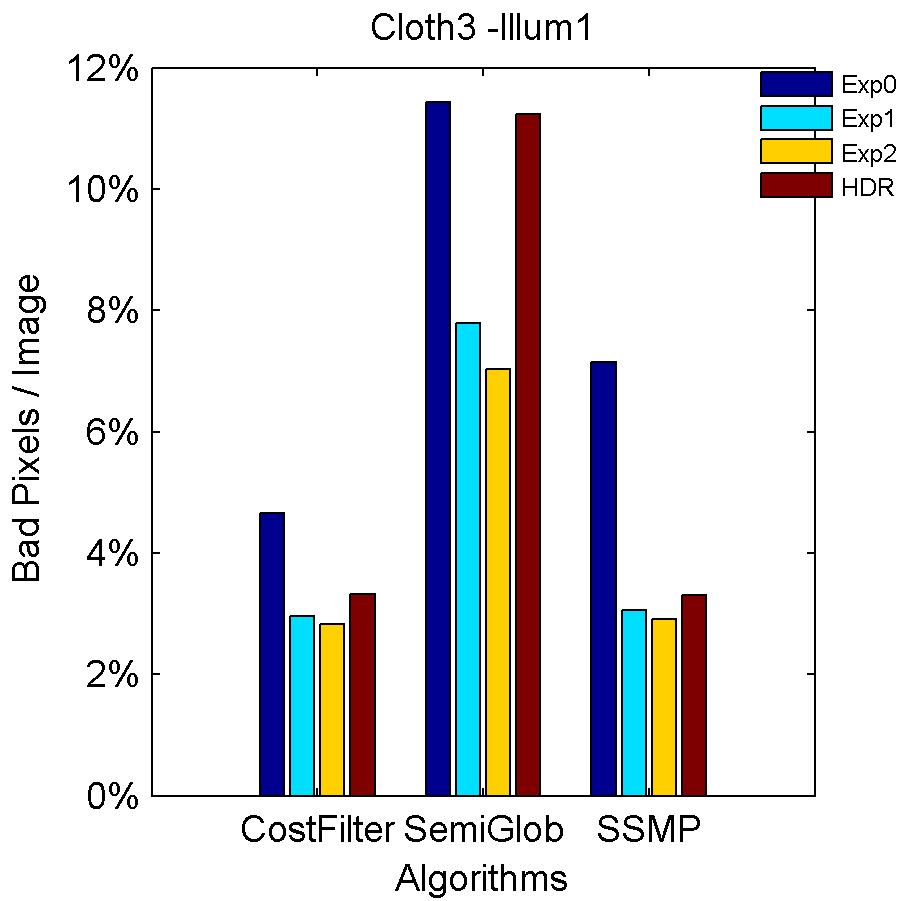 Cloth3 -Illum1
12%
10%
8%
6%
4%
2%
0%
Bad Pixels / Image
Exp0
Exp1
Exp2
HDR
CostFilter SemiGlob SSMP
Algorithms